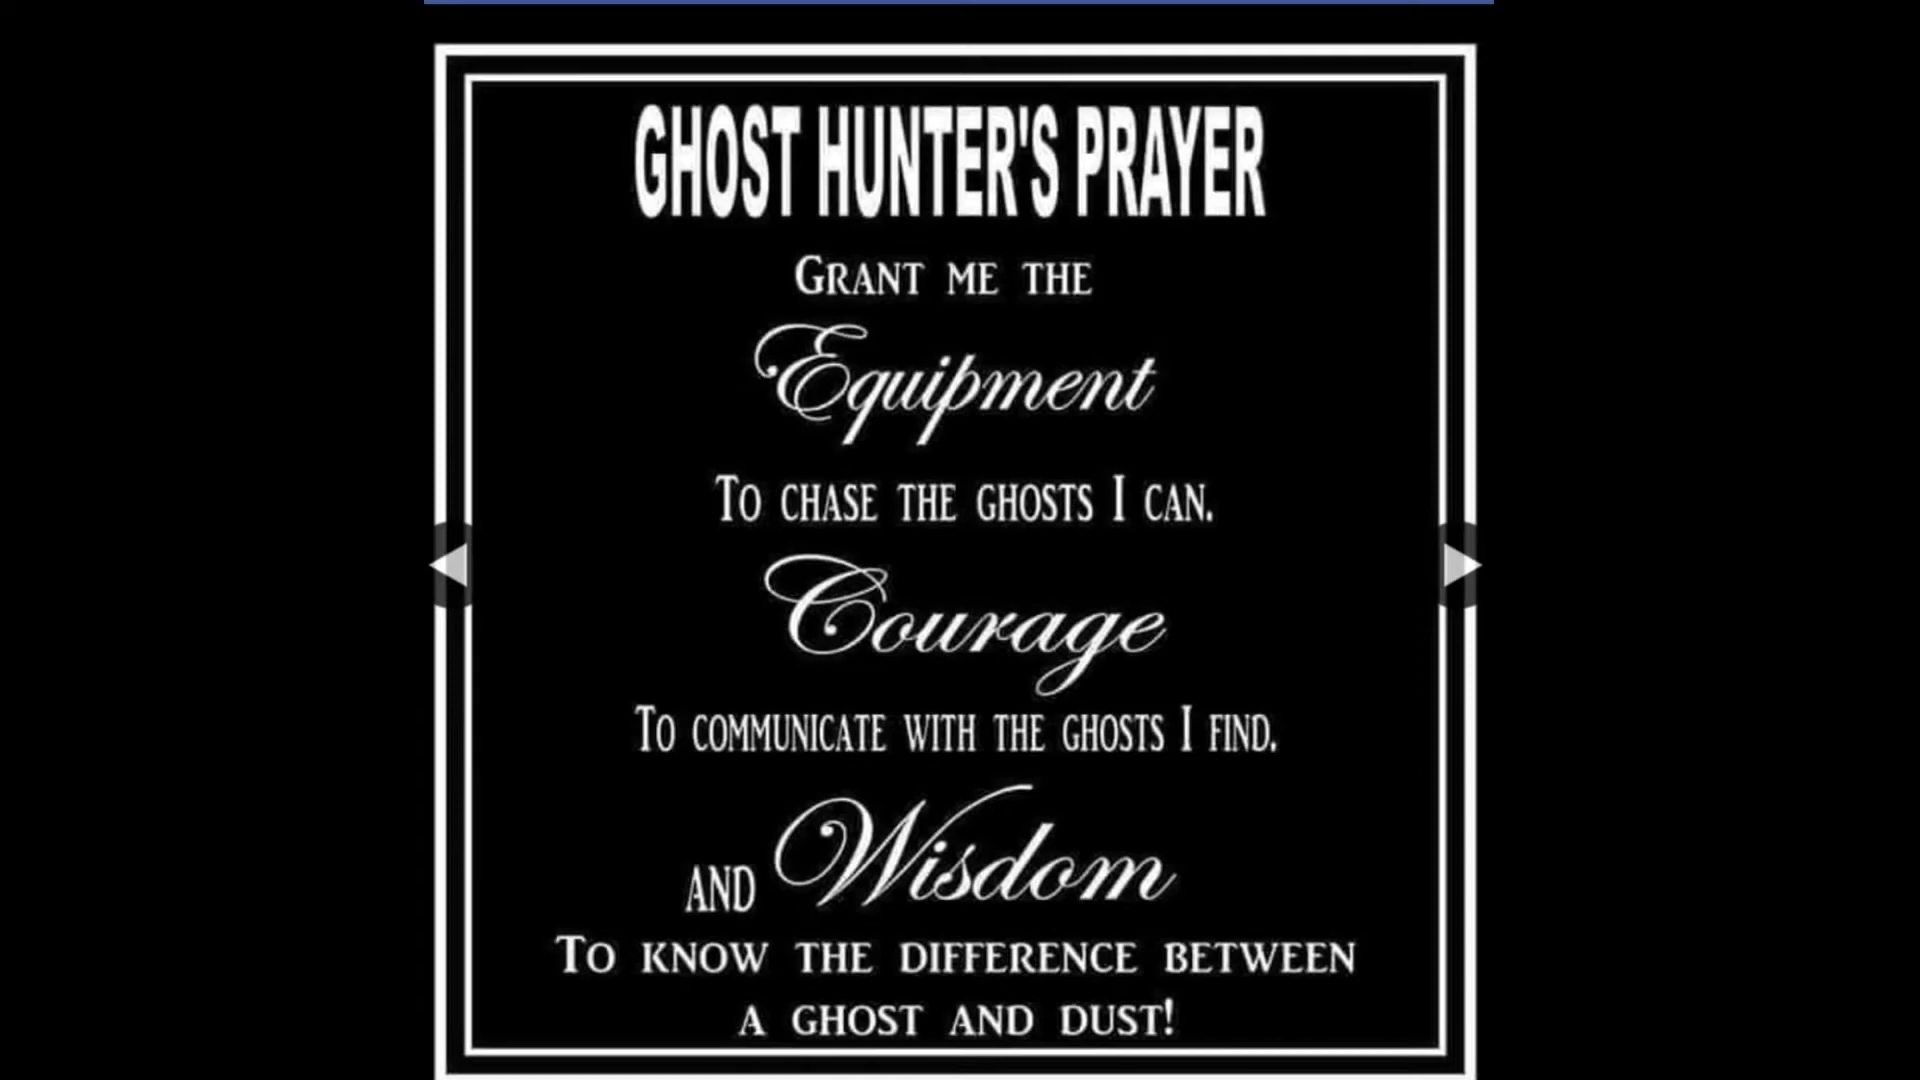 GHOST HUNTER'S PRAYER
GRANT ME THE
Equipment
TO CHASE THE GHOSTS I CAN.
Courage
TO COMMUNICATE WITH THE GHOSTS I FIND.
AND Wisdom
TO KNOW THE DIFFERENCE BETWEEN
A GHOST AND DUST!